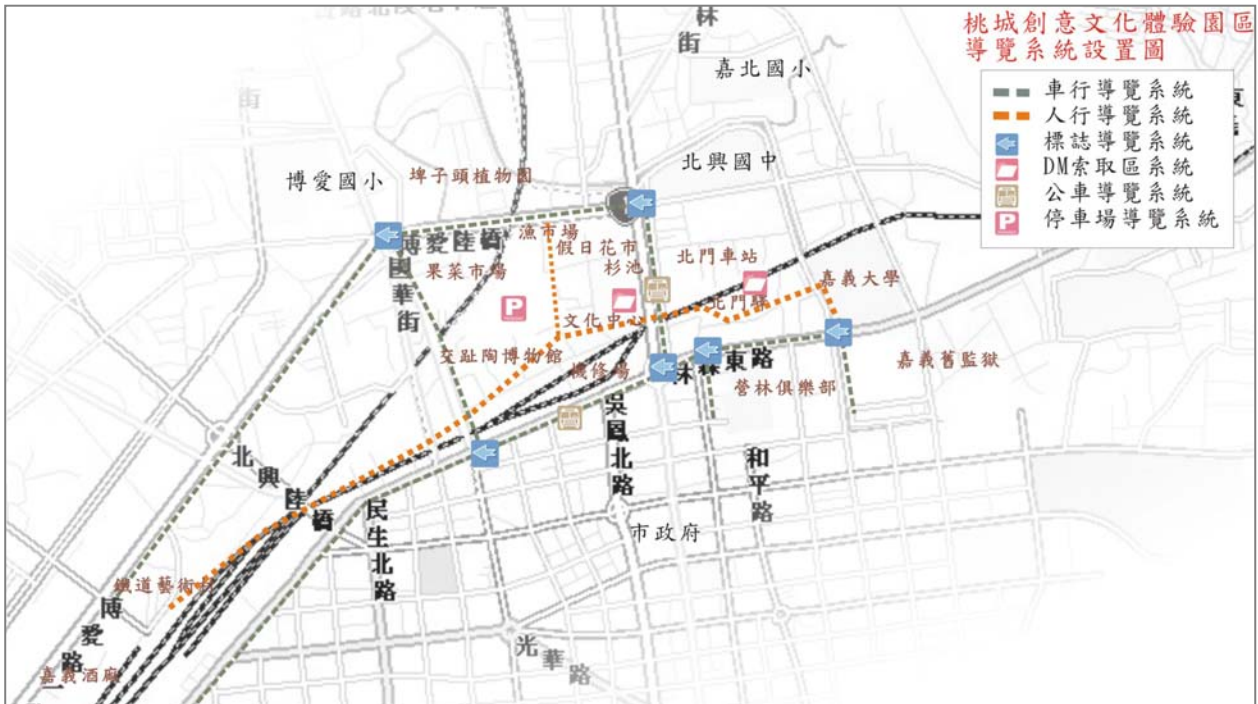 桃城創意文化體驗園區
導覽系統設置圖
車行導覽系統
人行導覽系統
標誌導覽系統
DM索取區系統
公車導覽系統
停車場導覽系統
林街
嘉北國小
街
博愛國小
埤子頭植物園
北興國中
漁市場
博愛陸橋
假日花市
杉池
北門車站
國華街
果菜市場
嘉義大學
北門驛
文化中心
交趾陶博物館
機修場
林森東路
嘉義舊監獄
營林俱樂部
吳鳳北路
和平路
北興陸橋
民生北路
市政府
鐵道藝術村
博愛路一
光華路
嘉義酒廠